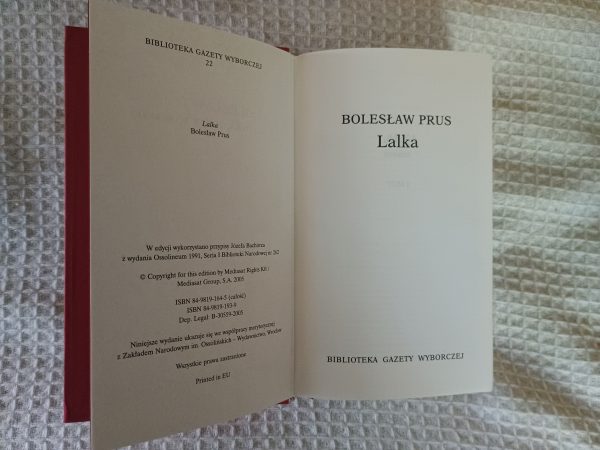 BIBLIOTEKA GAZETY WYBORCZEJ
22
Lalka
Bolesław Prus
W edycji wykorzystano przypisy Józefa Bachórza
z wydania Ossolineum 1991, Seria I Biblioteki Narodowej nr 262
© Copyright for this edition by Mediasat Rights Kft /
Mediasat Group, S.A. 2005
ISBN 84-9819-164-5 (całość)
ISBN 84-9819-193-9
Dep. Legal: B-30519-2005
Niniejsze wydanie ukazuje się we współpracy merytorycznej
z Zakładem Narodowym im. Ossolińskich - Wydawnictwo, Wrocław
Wszystkie prawa zastrzeżone
Printed in EU
BOLESŁAW PRUS
Lalka
BIBLIOTEKA GAZETY WYBORCZEJ